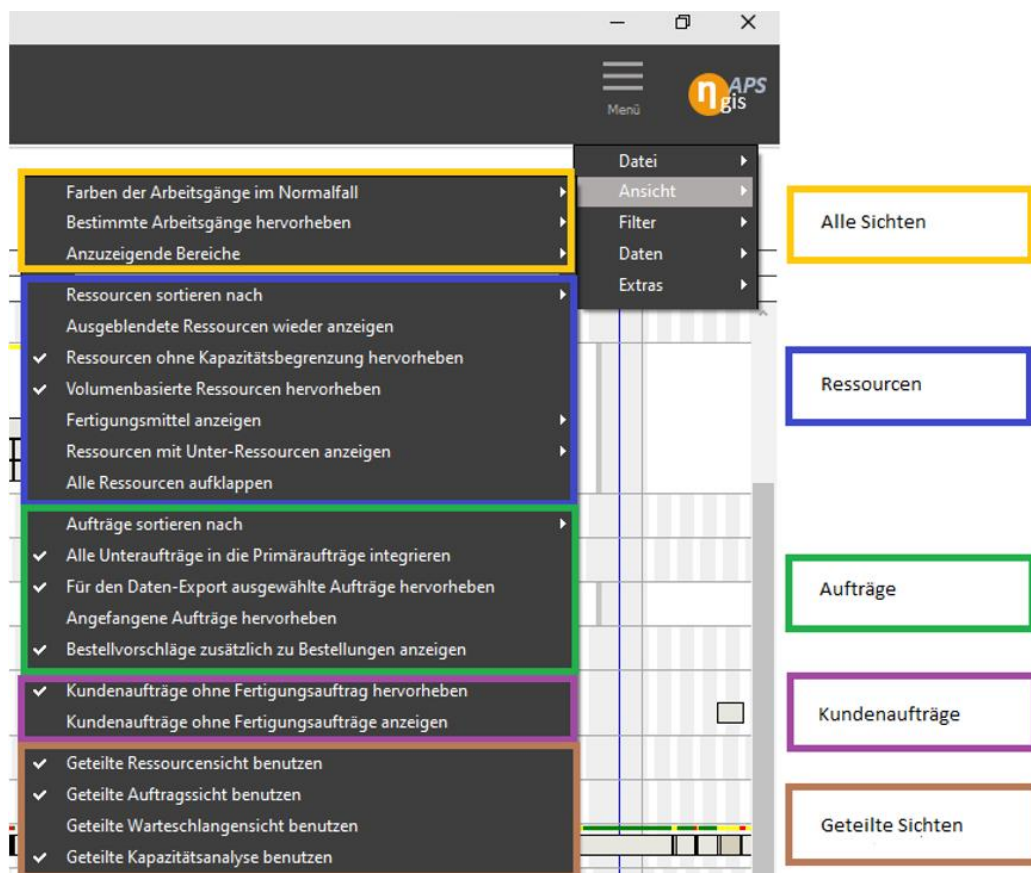 Menü
ηgis APS
Datei
Ansicht
Filter
Daten
Extras
Farben der Arbeitsgänge im Normalfall
Bestimmte Arbeitsgänge hervorheben
Anzuzeigende Bereiche
Alle Sichten
Ressourcen sortieren nach
Ausgeblendete Ressourcen wieder anzeigen
Ressourcen ohne Kapazitätsbegrenzung hervorheben
Volumenbasierte Ressourcen hervorheben
Fertigungsmittel anzeigen
Ressourcen mit Unter-Ressourcen anzeigen
Alle Ressourcen aufklappen
Ressourcen
Aufträge sortieren nach
Alle Unteraufträge in die Primäraufträge integrieren
Für den Daten-Export ausgewählte Aufträge hervorheben
Angefangene Aufträge hervorheben
Bestellvorschläge zusätzlich zu Bestellungen anzeigen
Aufträge
Kundenaufträge ohne Fertigungsauftrag hervorheben
Kundenaufträge ohne Fertigungsaufträge anzeigen
Kundenaufträge
Geteilte Ressourcensicht benutzen
Geteilte Auftragssicht benutzen
Geteilte Warteschlangensicht benutzen
Geteilte Kapazitätsanalyse benutzen
Geteilte Sichten